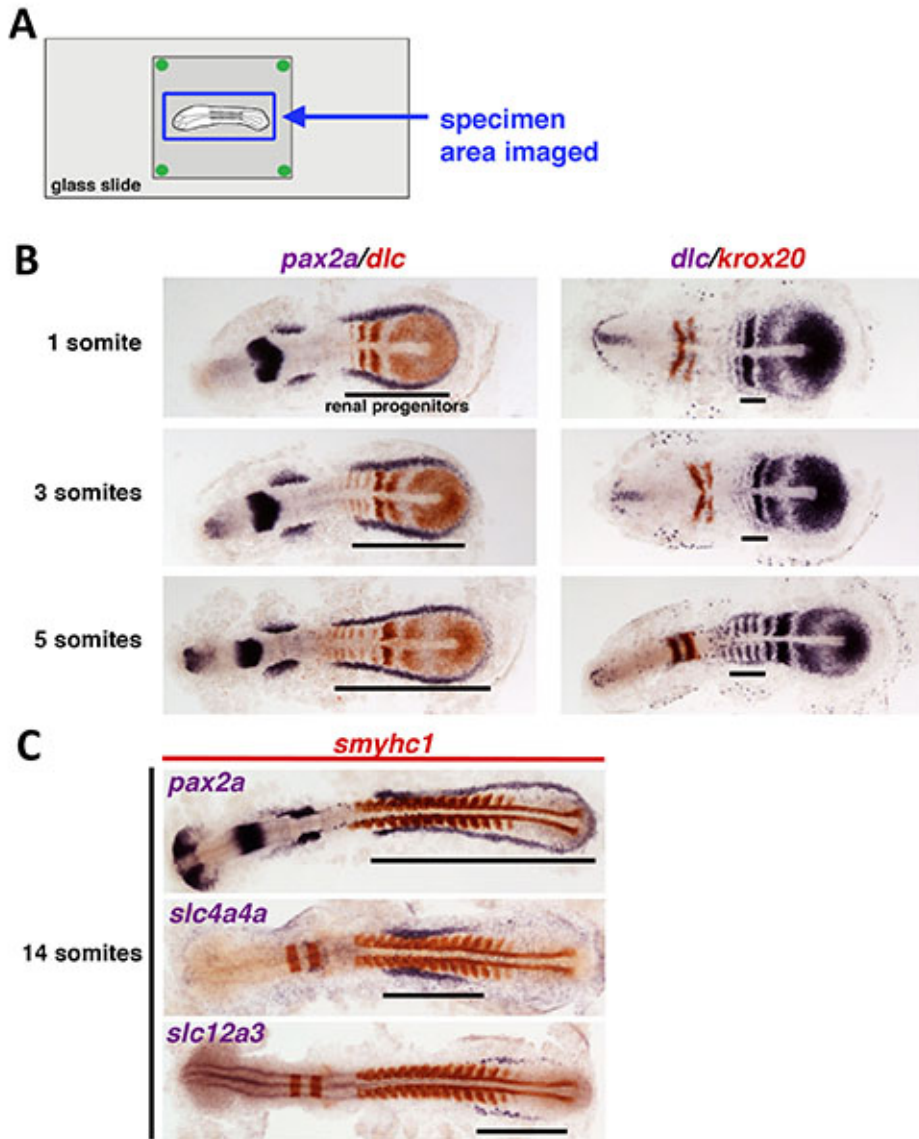 A
glass slide
specimen
area imaged
B
pax2a/dlc
dlc/krox20
1 somite
renal progenitors
3 somites
5 somites
C
smyhc1
pax2a
slc4a4a
14 somites
slc12a3